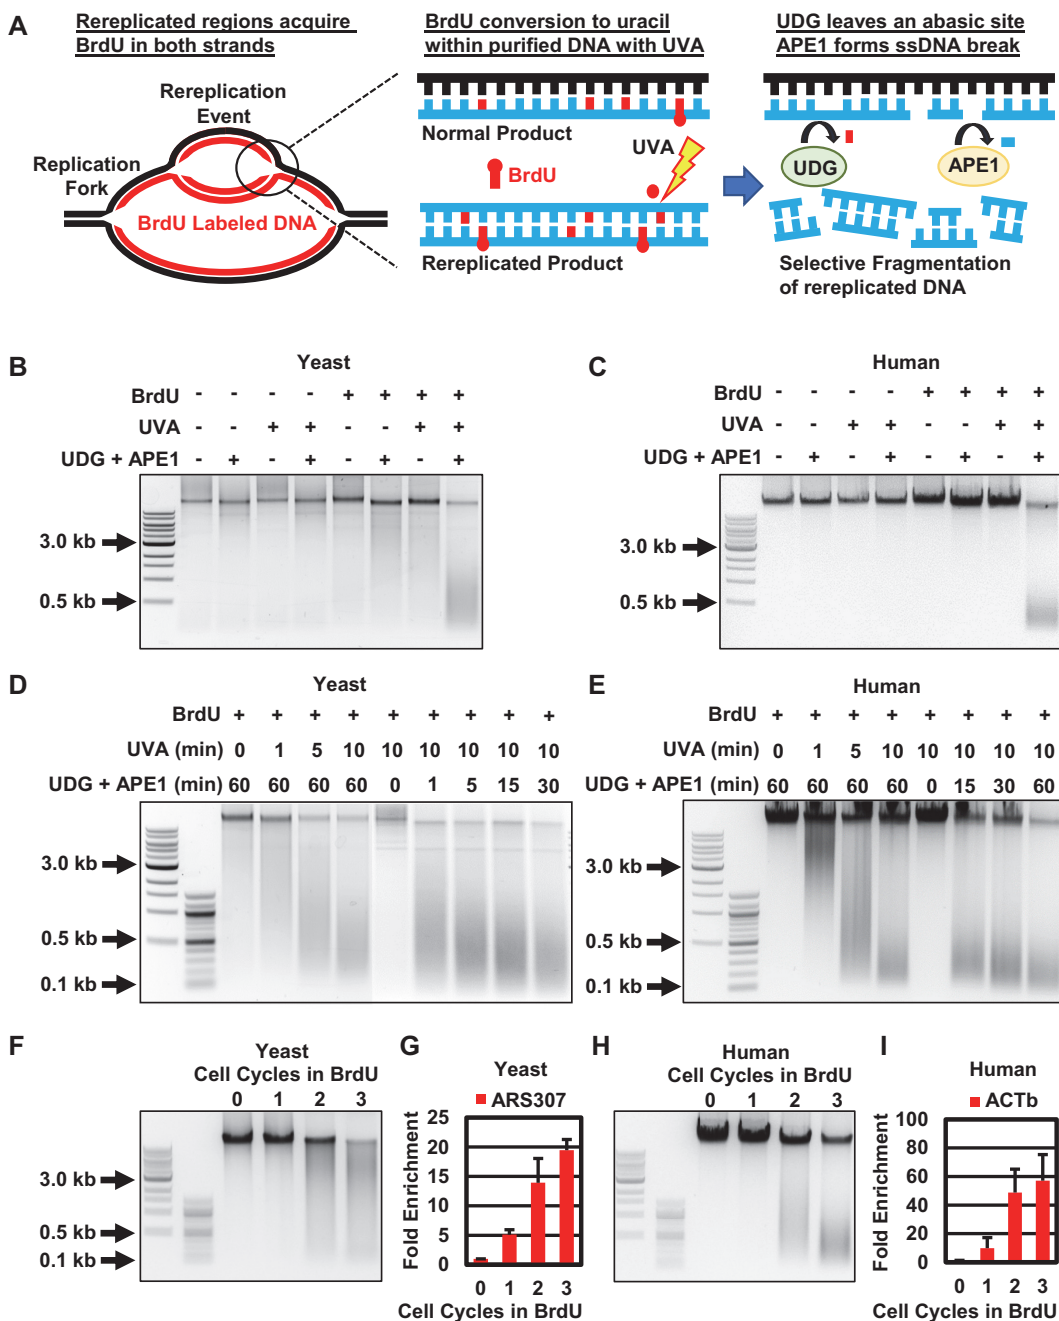 A
Rereplicated regions acquire
BrdU in both strands
BrdU conversion to uracil
within purified DNA with UVA
UDG leaves an abasic site
APE1 forms ssDNA break
Rereplication
Event
Replication
Fork
BrdU Labeled DNA
Normal Product
BrdU
UVA
Rereplicated Product
UDG
APE1
Selective Fragmentation
of rereplicated DNA
B
Yeast
BrdU - - - - + + + +
UVA - - + + - - + +
UDG + APE1 - + - + - + - +
3.0 kb
0.5 kb
C
Human
BrdU - - - - + + + +
UVA - - + + - - + +
UDG + APE1 - + - + - + - +
3.0 kb
0.5 kb
D
Yeast
BrdU + + + + + + + + +
UVA (min) 0 1 5 10 10 10 10 10 10
UDG + APE1 (min) 60 60 60 60 0 1 5 15 30
3.0 kb
0.5 kb
0.1 kb
E
Human
BrdU + + + + + + + +
UVA (min) 0 1 5 10 10 10 10 10
UDG + APE1 (min) 60 60 60 60 0 15 30 60
3.0 kb
0.5 kb
0.1 kb
F
Yeast
Cell Cycles in BrdU
0 1 2 3
3.0 kb
0.5 kb
0.1 kb
G
Yeast
ARS307
Fold Enrichment
25
20
15
10
5
0
0 1 2 3
Cell Cycles in BrdU
H
Human
Cell Cycles in BrdU
0 1 2 3
I
Human
ACTb
Fold Enrichment
100
80
60
40
20
0
0 1 2 3
Cell Cycles in BrdU